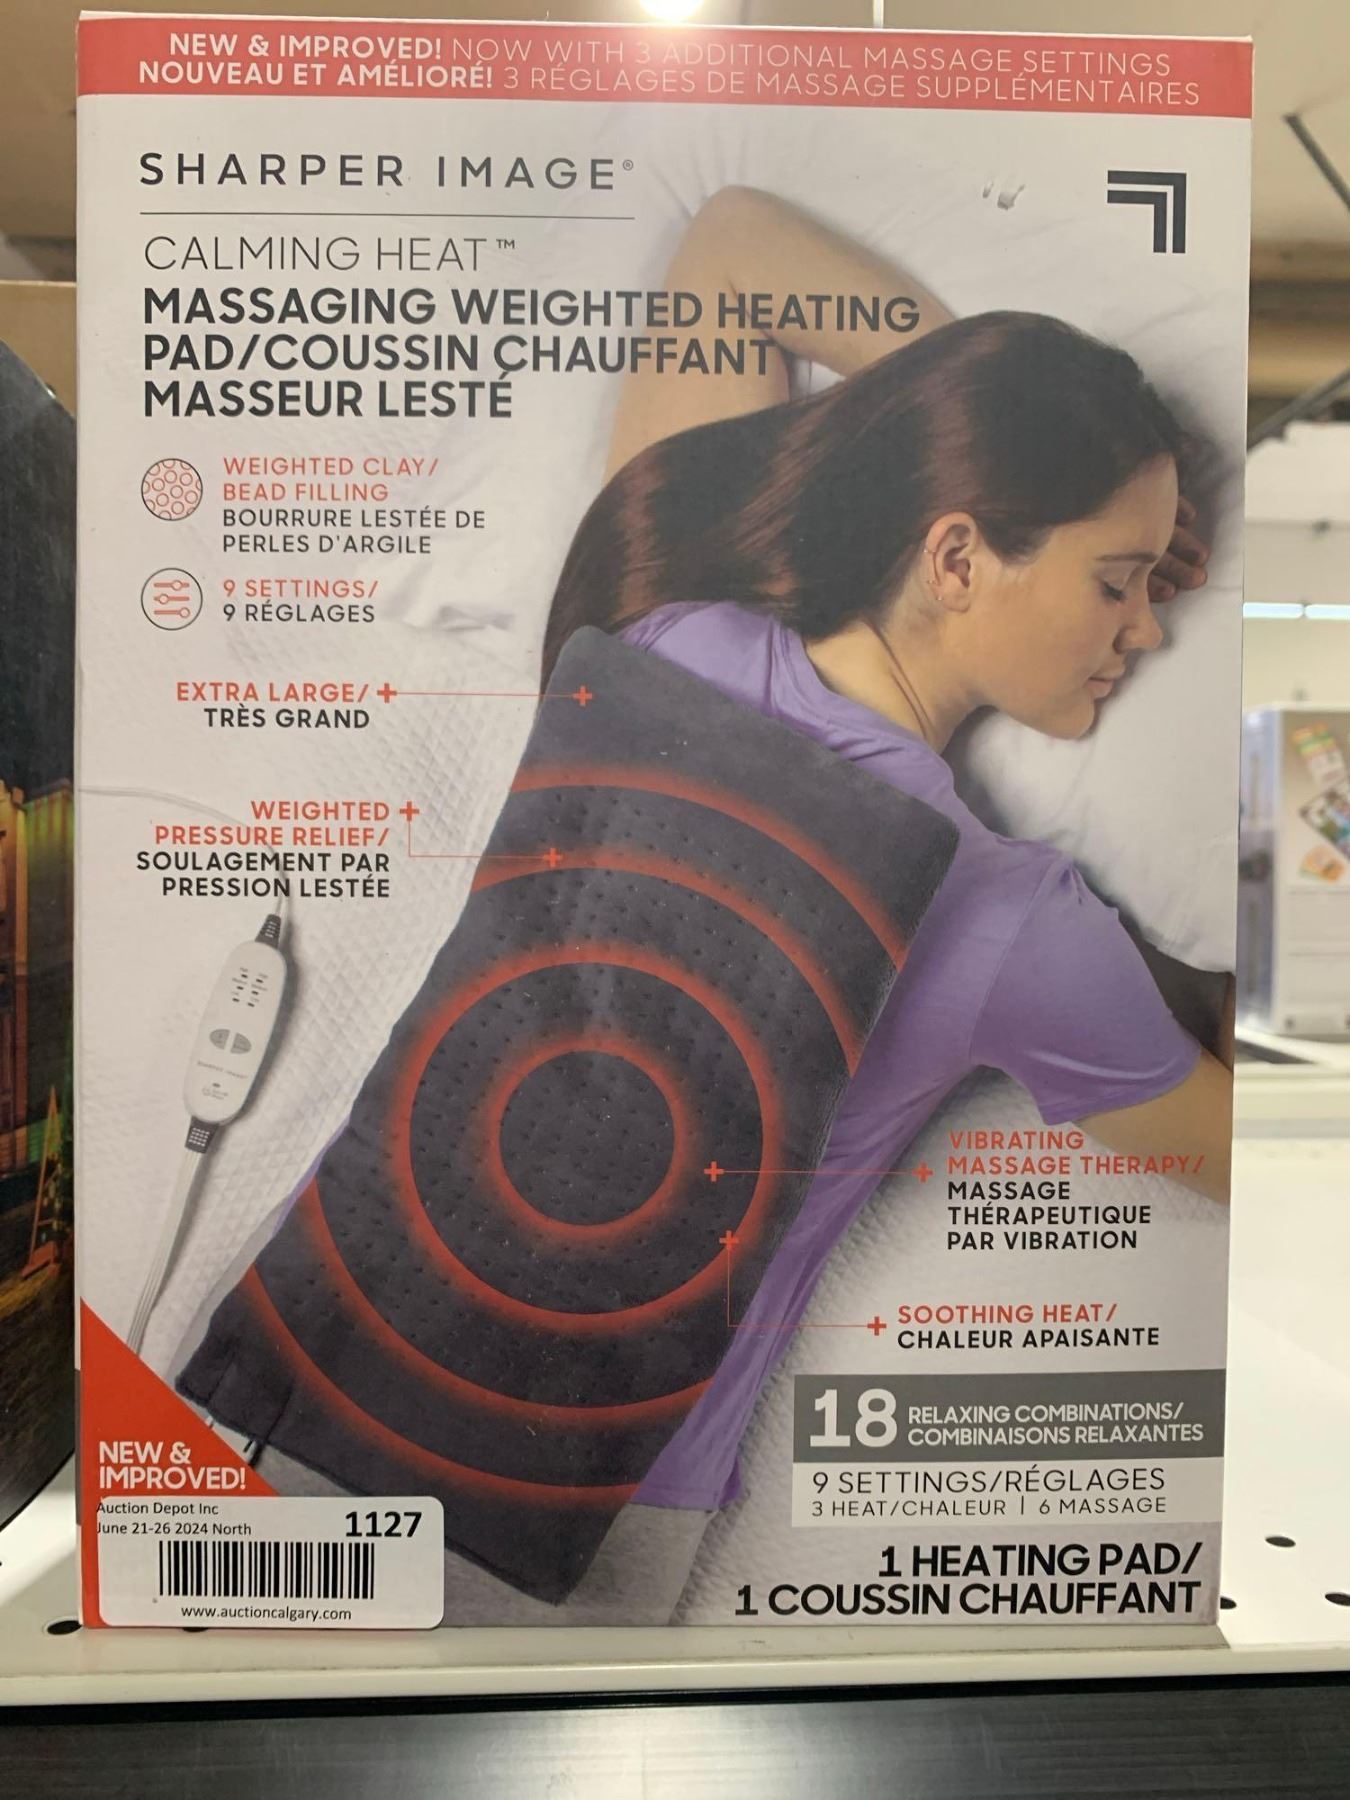 NEW & IMPROVED! NOW WITH 3 ADDITIONAL MASSAGE SETTINGS
NOUVEAU ET AMÉLIORÉ! 3 RÉGLAGES DE MASSAGE SUPPLÉMENTAIRES
SHARPER IMAGE®
CALMING HEAT™
MASSAGING WEIGHTED HEATING
PAD/COUSSIN CHAUFFANT
MASSEUR LESTÉ
WEIGHTED CLAY/
BEAD FILLING
BOURRURE LESTÉE DE
PERLES D'ARGILE
9 SETTINGS/
9 RÉGLAGES
EXTRA LARGE/
TRÈS GRAND
WEIGHTED
PRESSURE RELIEF/
SOULAGEMENT PAR
PRESSION LESTÉE
VIBRATING
MASSAGE THERAPY/
MASSAGE
THÉRAPEUTIQUE
PAR VIBRATION
SOOTHING HEAT/
CHALEUR APAISANTE
18 RELAXING COMBINATIONS/
COMBINAISONS RELAXANTES
9 SETTINGS/RÉGLAGES
3 HEAT/CHALEUR | 6 MASSAGE
1 HEATING PAD/
1 COUSSIN CHAUFFANT
NEW &
IMPROVED!
Auction Depot Inc
June 21-26 2024 North
1127
www.auctioncalgary.com